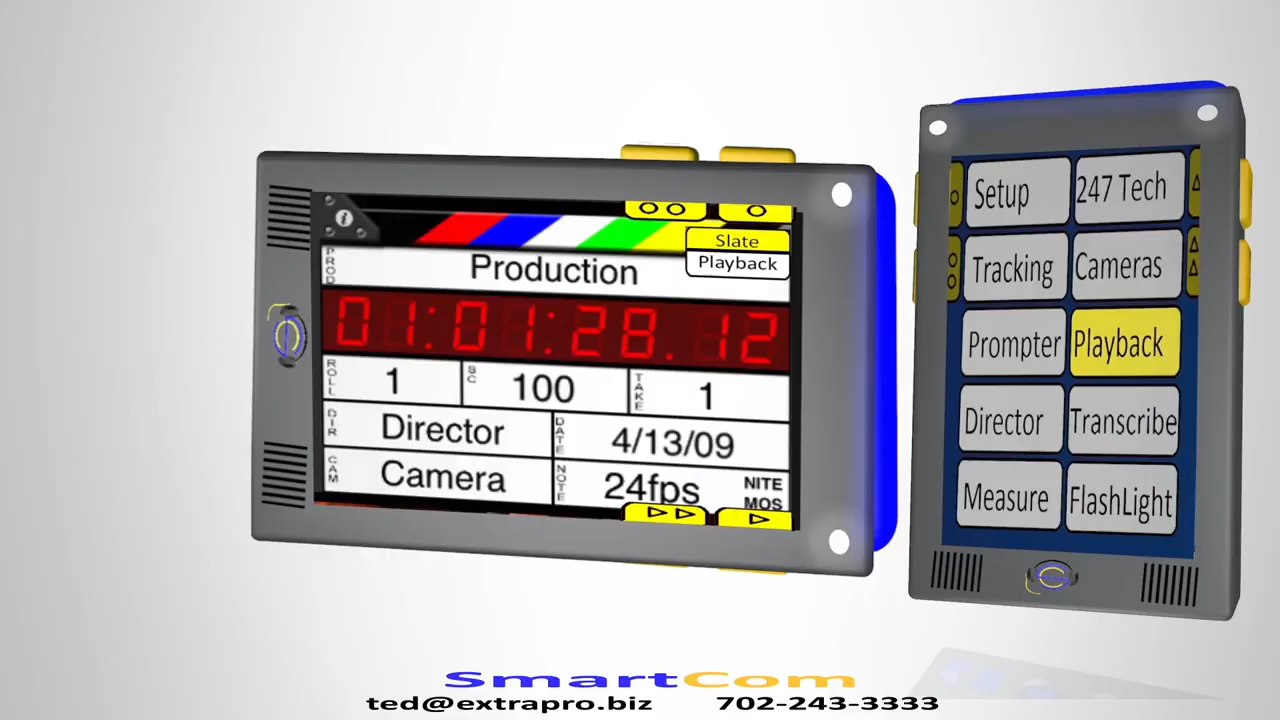 Slate
Playback
PROD
Production
01:01:28.12
ROLL
1
SC
100
TAKE
1
DIR
Director
DATE
4/13/09
CAM
Camera
NOTE
24fps
NITE
MOS
Setup
247 Tech
Tracking
Cameras
Prompter
Playback
Director
Transcribe
Measure
FlashLight
SmartCom
ted@extrapro.biz 702-243-3333